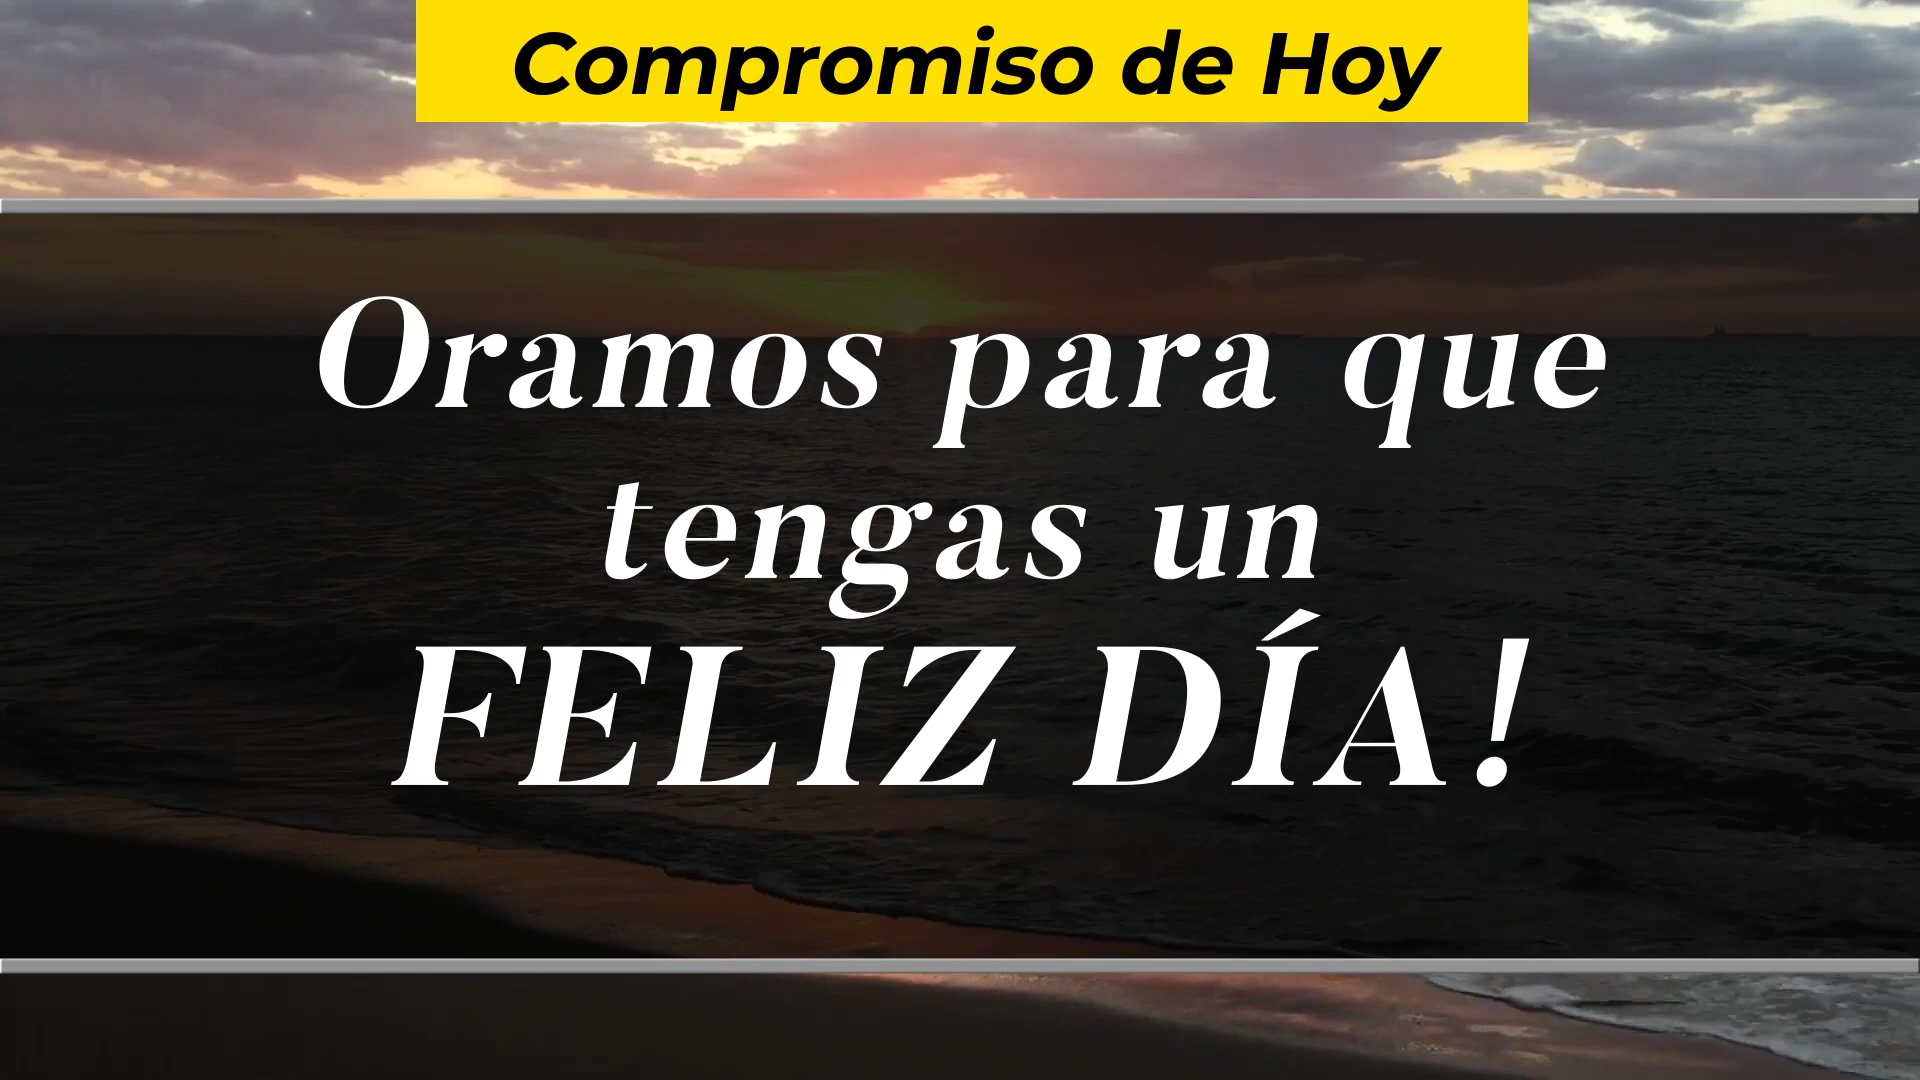 Compromiso de Hoy
Oramos para que
tengas un
FELIZ DÍA!